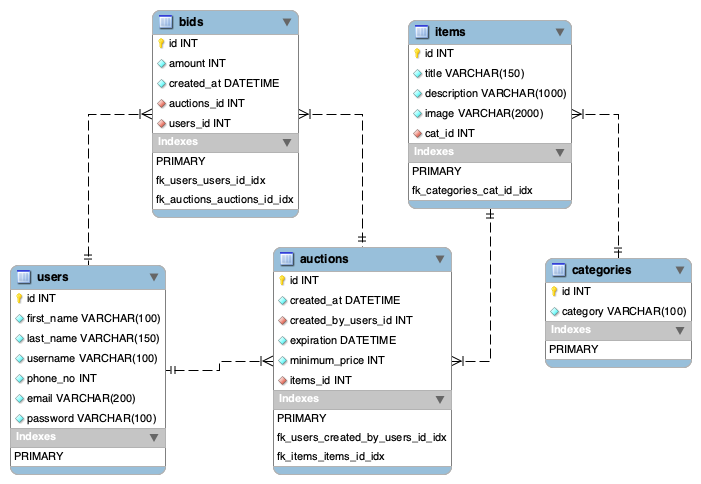 bids
id INT
amount INT
created_at DATETIME
auctions_id INT
users_id INT
Indexes
PRIMARY
fk_users_users_id_idx
fk_auctions_auctions_id_idx
items
id INT
title VARCHAR(150)
description VARCHAR(1000)
image VARCHAR(2000)
cat_id INT
Indexes
PRIMARY
fk_categories_cat_id_idx
users
id INT
first_name VARCHAR(100)
last_name VARCHAR(150)
username VARCHAR(100)
phone_no INT
email VARCHAR(200)
password VARCHAR(100)
Indexes
PRIMARY
auctions
id INT
created_at DATETIME
created_by_users_id INT
expiration DATETIME
minimum_price INT
items_id INT
Indexes
PRIMARY
fk_users_created_by_users_id_idx
fk_items_items_id_idx
categories
id INT
category VARCHAR(100)
Indexes
PRIMARY